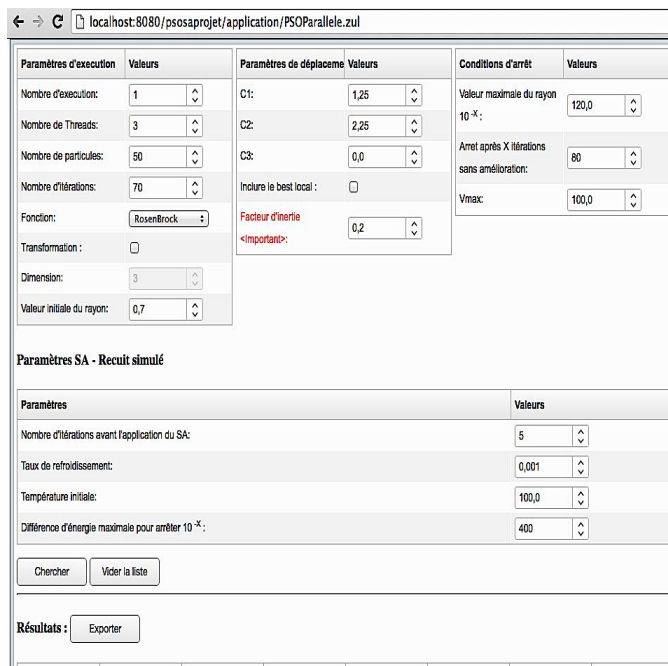 localhost:8080/psosaprojet/application/PSOParallele.zul
Paramètres d'execution Valeurs
Nombre d'execution: 1
Nombre de Threads: 3
Nombre de particules: 50
Nombre d'itérations: 70
Fonction: RosenBrock
Transformation :
Dimension: 3
Valeur initiale du rayon: 0,7
Paramètres de déplaceme Valeurs
C1: 1,25
C2: 2,25
C3: 0,0
Inclure le best local :
Facteur d'inertie
<Important>: 0,2
Conditions d'arrêt Valeurs
Valeur maximale du rayon
10 -X : 120,0
Arret après X itérations
sans amélioration: 80
Vmax: 100,0
Paramètres SA - Recuit simulé
Paramètres Valeurs
Nombre d'itérations avant l'application du SA: 5
Taux de refroidissement: 0,001
Température initiale: 100,0
Différence d'énergie maximale pour arrêter 10 -X : 400
Chercher Vider la liste
Résultats : Exporter